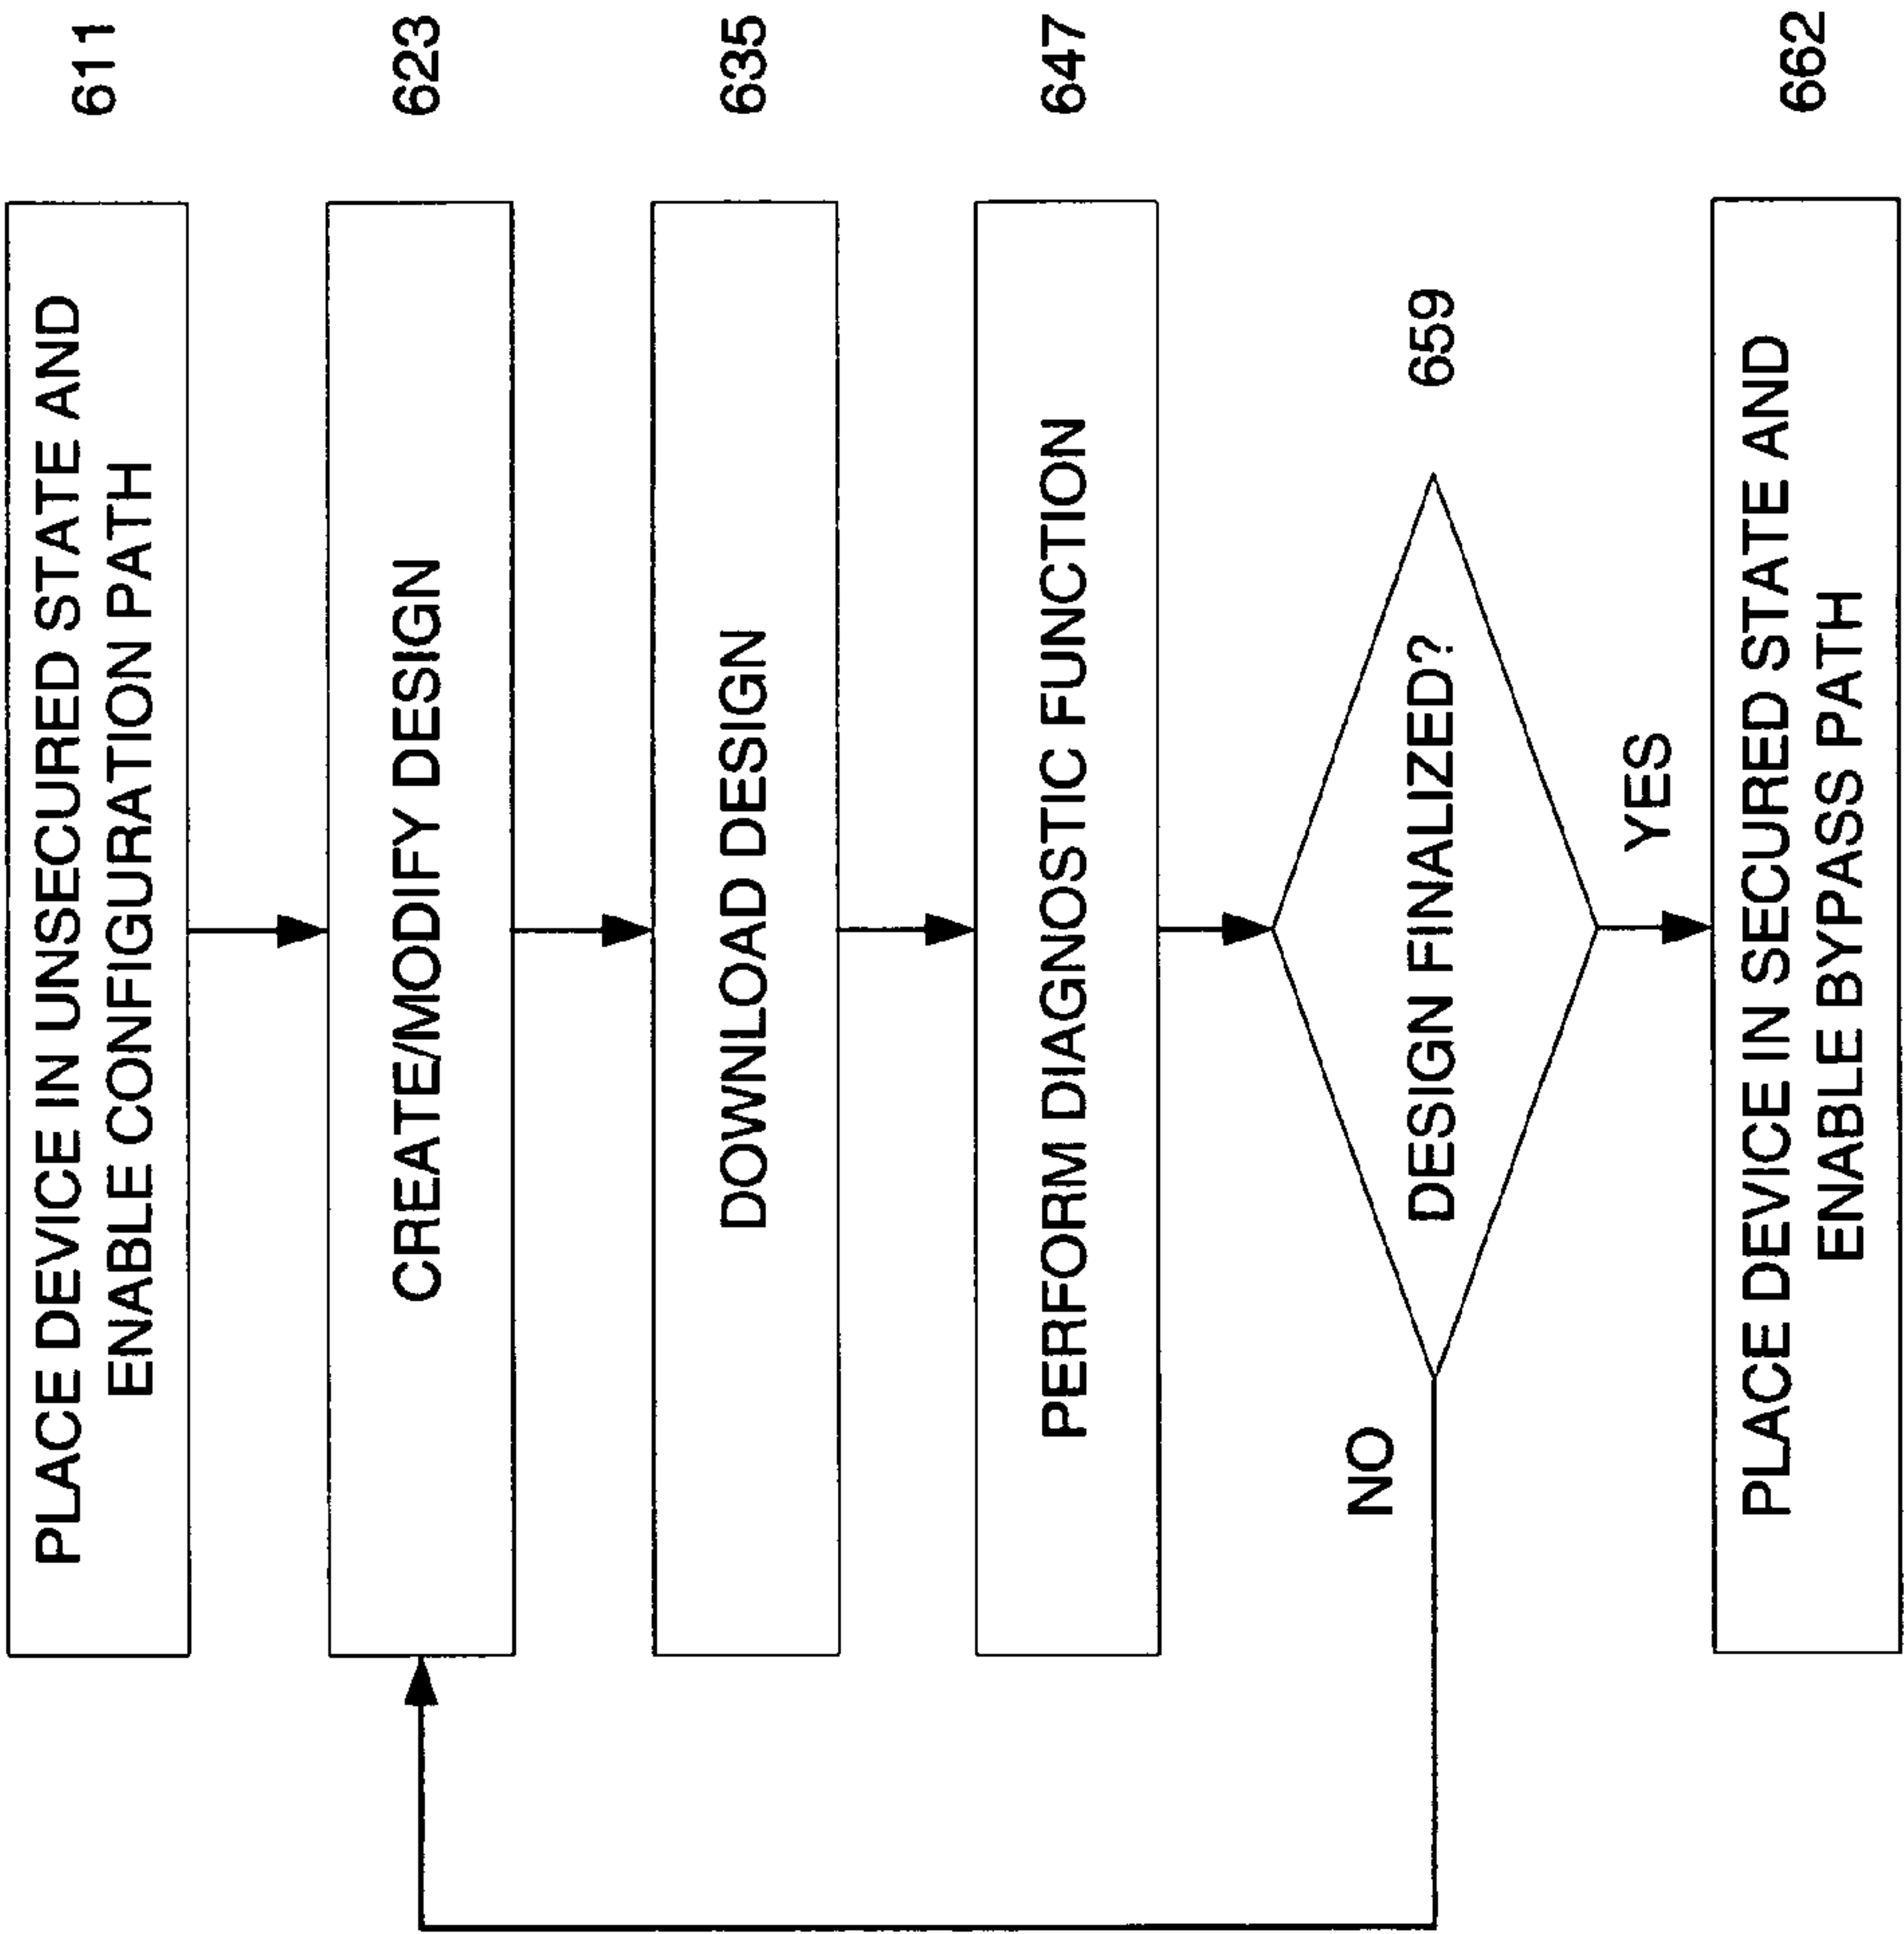 PLACE DEVICE IN UNSECURED STATE AND
ENABLE CONFIGURATION PATH
611
CREATE/MODIFY DESIGN
623
DOWNLOAD DESIGN
635
PERFORM DIAGNOSTIC FUNCTION
647
DESIGN FINALIZED?
659
NO
YES
PLACE DEVICE IN SECURED STATE AND
ENABLE BYPASS PATH
662